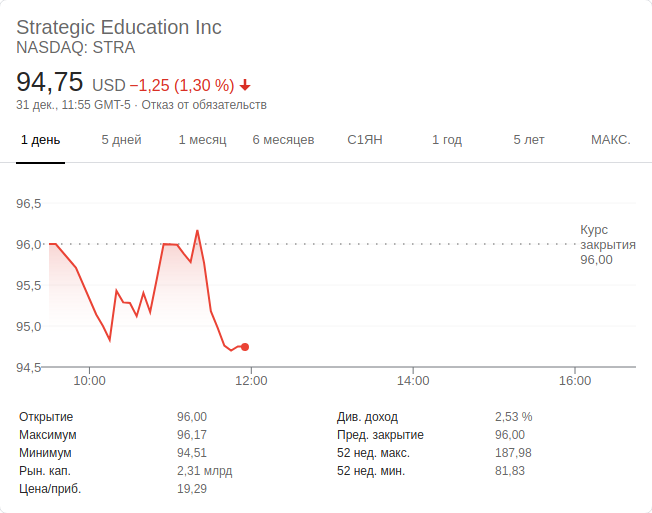 Strategic Education Inc
NASDAQ: STRA
94,75 USD −1,25 (1,30 %)
31 дек., 11:55 GMT-5 · Отказ от обязательств
1 день 5 дней 1 месяц 6 месяцев С1ЯН 1 год 5 лет МАКС.
96,5
96,0
95,5
95,0
94,5
Курс
закрытия
96,00
10:00 12:00 14:00 16:00
Открытие 96,00 Див. доход 2,53 %
Максимум 96,17 Пред. закрытие 96,00
Минимум 94,51 52 нед. макс. 187,98
Рын. кап. 2,31 млрд 52 нед. мин. 81,83
Цена/приб. 19,29